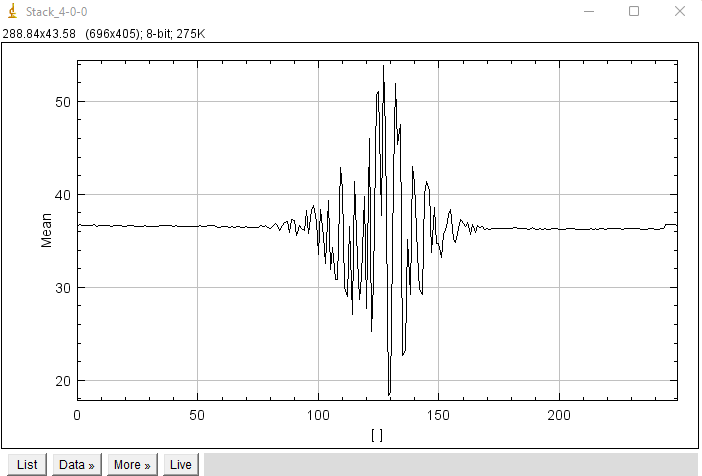 Stack_4-0-0
288.84x43.58 (696x405); 8-bit; 275K
50
40
30
20
Mean
0 50 100 150 200
[ ]
List Data » More » Live